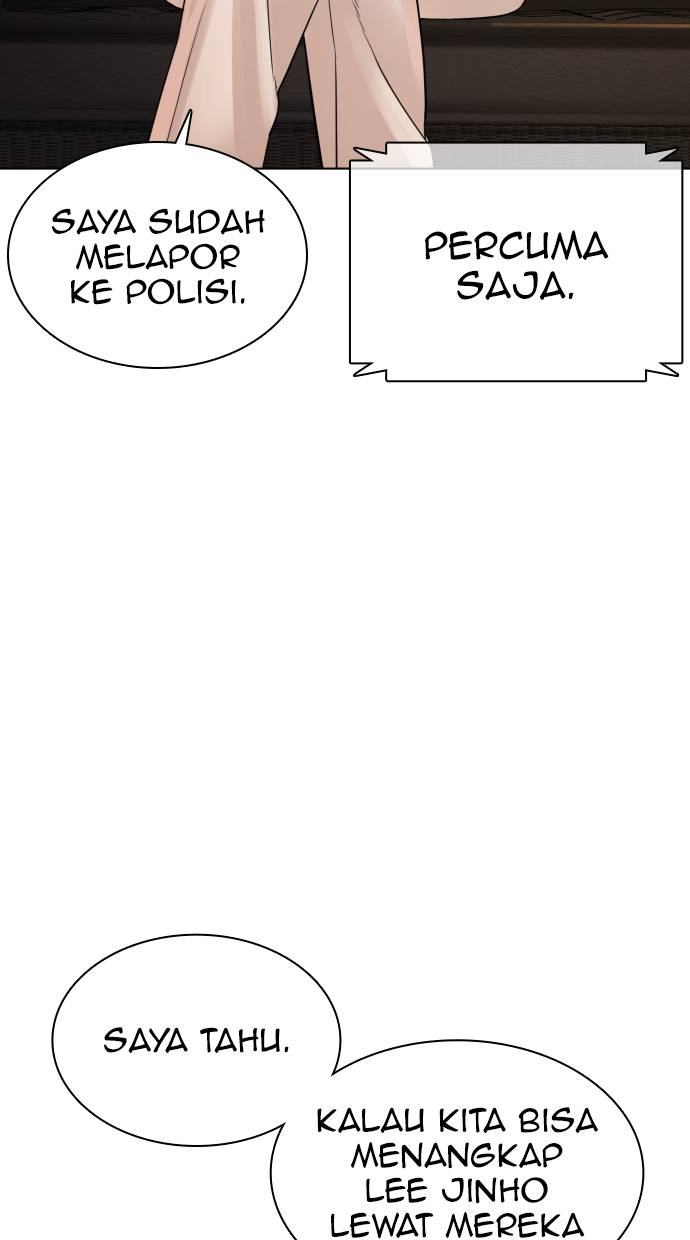 SAYA SUDAH
MELAPOR
KE POLISI.
PERCUMA
SAJA.
SAYA TAHU.
KALAU KITA BISA
MENANGKAP
LEE JINHO
LEWAT MEREKA